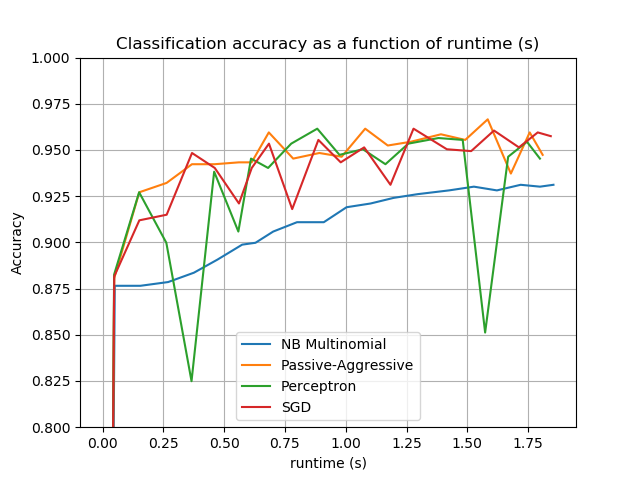 Classification accuracy as a function of runtime (s)
1.000
0.975
0.950
0.925
0.900
0.875
0.850
0.825
0.800
Accuracy
NB Multinomial
Passive-Aggressive
Perceptron
SGD
0.00 0.25 0.50 0.75 1.00 1.25 1.50 1.75
runtime (s)